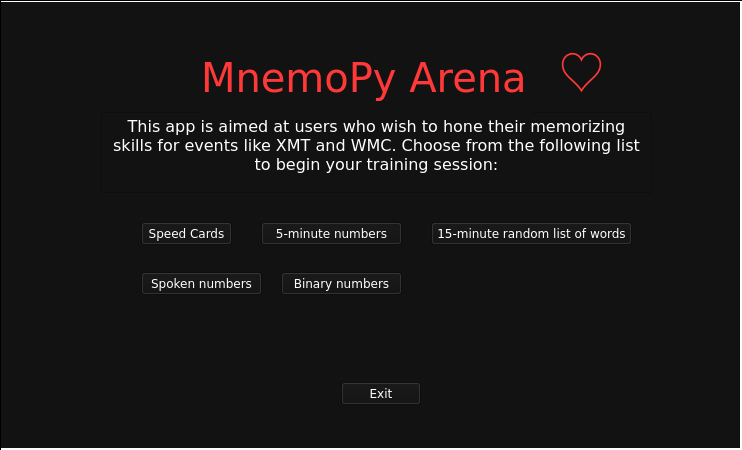 MnemoPy Arena ♡
This app is aimed at users who wish to hone their memorizing
skills for events like XMT and WMC. Choose from the following list
to begin your training session:
Speed Cards 5-minute numbers 15-minute random list of words
Spoken numbers Binary numbers
Exit